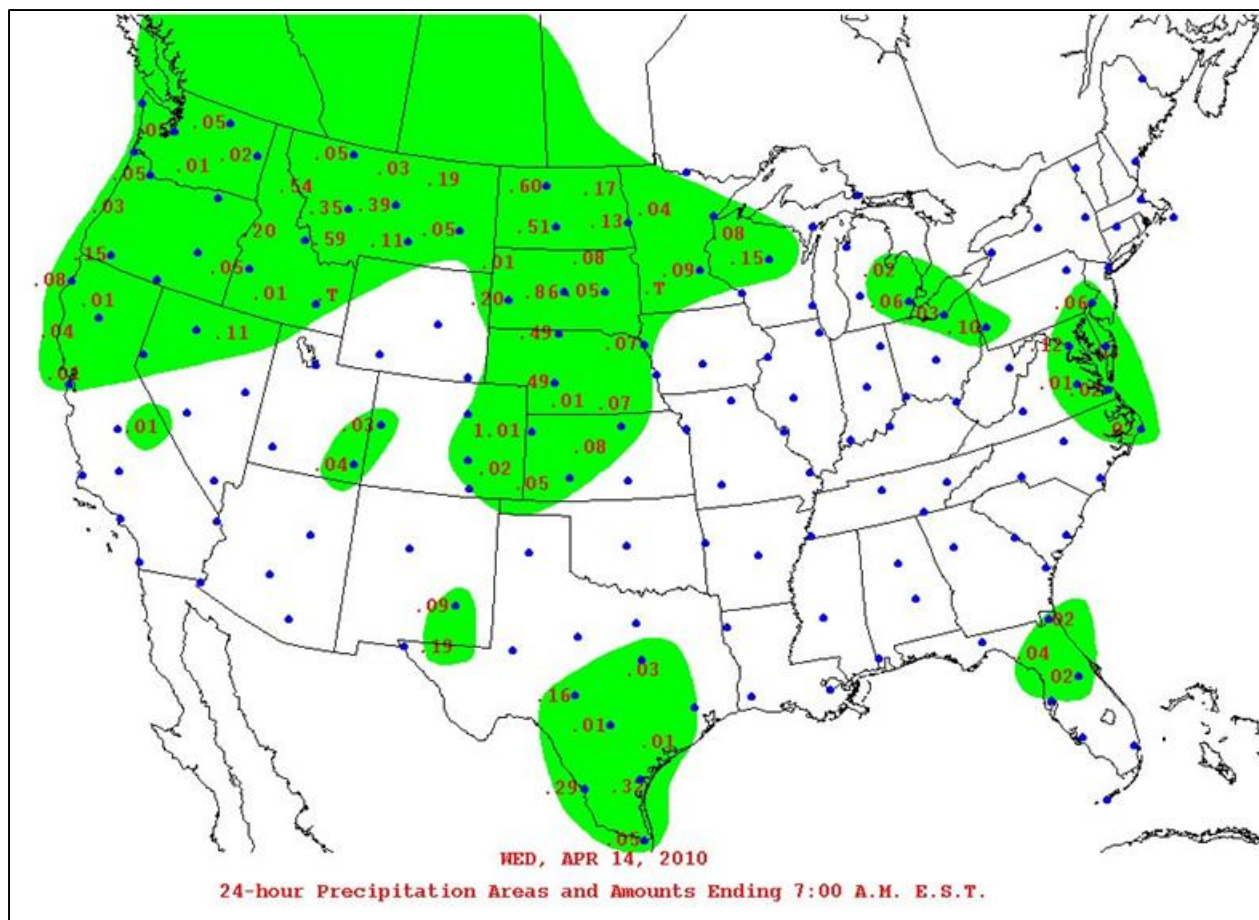 .05 .05
.01 .02 .05 .03
.05 .54 .19 .60 .17
.03 .35 .39 .04
.20 .59 .11 .05 .51 .13 .08
.15 .05 .01 .08 .09 .15 .02
.08 .01 .01 .T .20 .86 .05 .T .06 .03 .06
.04 .11 .49 .07 .10 .12
.49 .01 .02
.01 .03 1.01 .01 .07
.04 .02 .05 .08
.09
.19 .02
.03 .04
.16 .02
.01 .01
.29 .32
.05
WED, APR 14, 2010
24-hour Precipitation Areas and Amounts Ending 7:00 A.M. E.S.T.